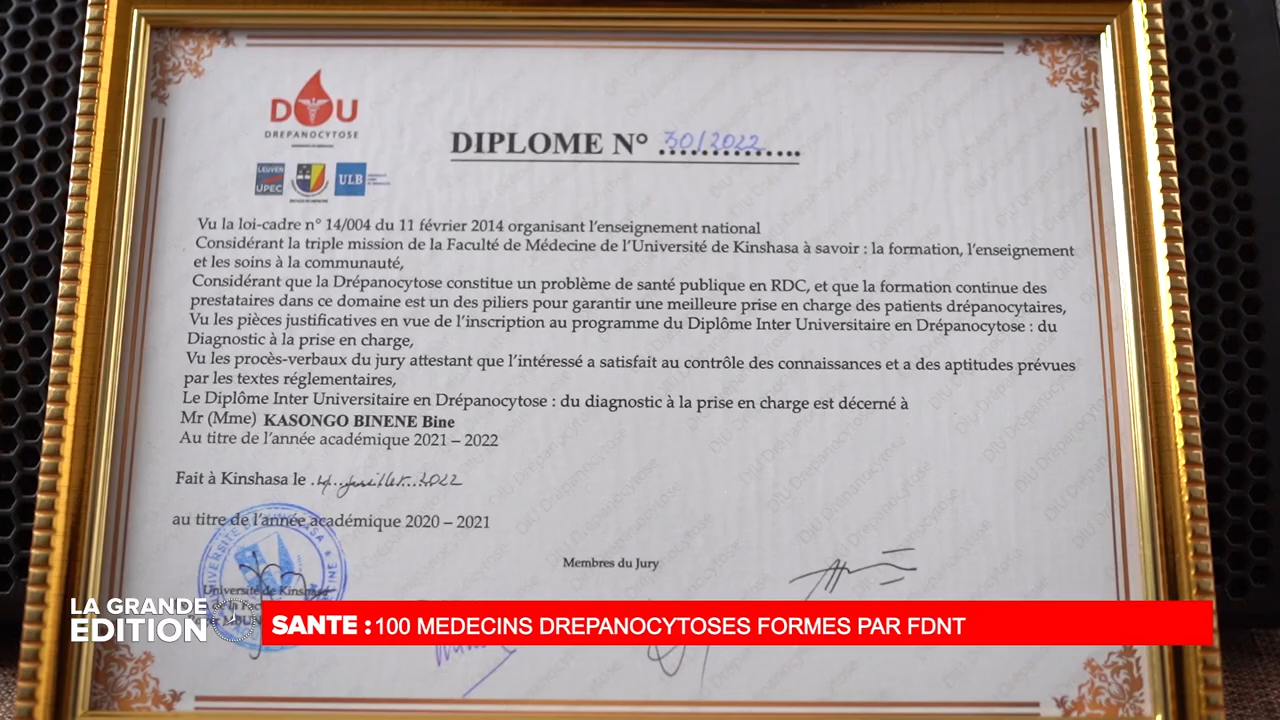 DIU
DREPANOCYTOSE
DIPLOME N° 30/2022
LEUVEN
UPEC
ULB
Vu la loi-cadre n° 14/004 du 11 février 2014 organisant l'enseignement national
Considérant la triple mission de la Faculté de Médecine de l'Université de Kinshasa à savoir : la formation, l'enseignement
et les soins à la communauté,
Considérant que la Drépanocytose constitue un problème de santé publique en RDC, et que la formation continue des
prestataires dans ce domaine est un des piliers pour garantir une meilleure prise en charge des patients drépanocytaires,
Vu les pièces justificatives en vue de l'inscription au programme du Diplôme Inter Universitaire en Drépanocytose : du
Diagnostic à la prise en charge,
Vu les procès-verbaux du jury attestant que l'intéressé a satisfait au contrôle des connaissances et a des aptitudes prévues
par les textes réglementaires,
Le Diplôme Inter Universitaire en Drépanocytose : du diagnostic à la prise en charge est décerné à
Mr (Mme) KASONGO BINENE Bine
Au titre de l'année académique 2021 – 2022
Fait à Kinshasa le juillet 2022
au titre de l'année académique 2020 – 2021
Membres du Jury
Université de Kinshasa
LA GRANDE
EDITION
SANTE : 100 MEDECINS DREPANOCYTOSES FORMES PAR FDNT